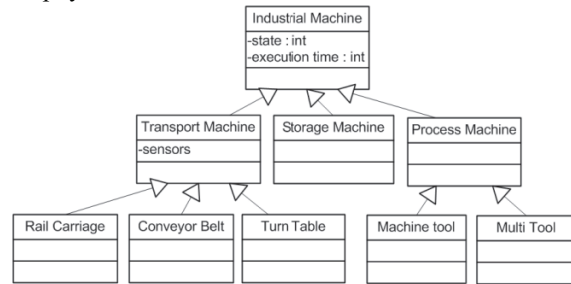 Industrial Machine
-state : int
-execution time : int
Transport Machine
-sensors
Storage Machine
Process Machine
Rail Carriage
Conveyor Belt
Turn Table
Machine tool
Multi Tool